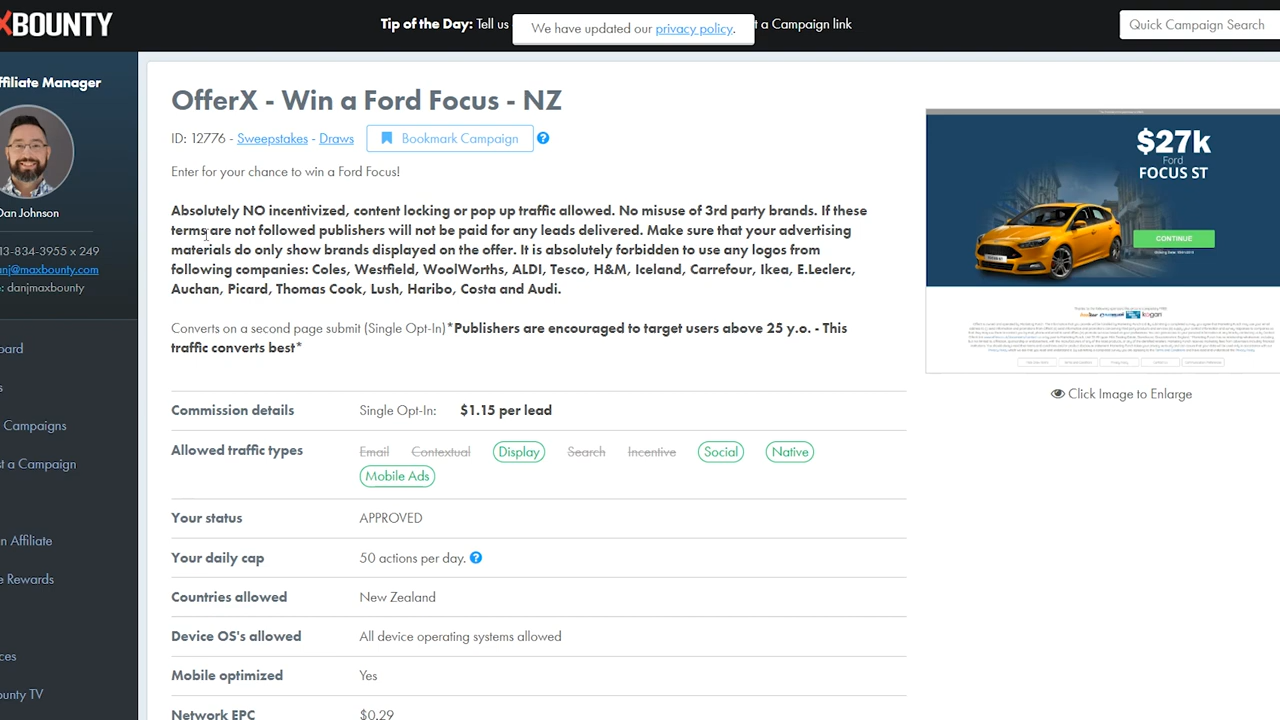 XBOUNTY
Tip of the Day: Tell us
We have updated our privacy policy.
t a Campaign link
Quick Campaign Search
ffiliate Manager
Dan Johnson
13-834-3955 x 249
anj@maxbounty.com
: danjmaxbounty
oard
s
Campaigns
st a Campaign
n Affiliate
e Rewards
ces
ounty TV
OfferX - Win a Ford Focus - NZ
ID: 12776 - Sweepstakes - Draws
Bookmark Campaign
?
Enter for your chance to win a Ford Focus!
Absolutely NO incentivized, content locking or pop up traffic allowed. No misuse of 3rd party brands. If these
terms are not followed publishers will not be paid for any leads delivered. Make sure that your advertising
materials do only show brands displayed on the offer. It is absolutely forbidden to use any logos from
following companies: Coles, Westfield, WoolWorths, ALDI, Tesco, H&M, Iceland, Carrefour, Ikea, E.Leclerc,
Auchan, Picard, Thomas Cook, Lush, Haribo, Costa and Audi.
Converts on a second page submit (Single Opt-In) *Publishers are encouraged to target users above 25 y.o. - This
traffic converts best*
Commission details Single Opt-In: $1.15 per lead
Allowed traffic types Email Contextual Display Search Incentive Social Native
Mobile Ads
Your status APPROVED
Your daily cap 50 actions per day. ?
Countries allowed New Zealand
Device OS's allowed All device operating systems allowed
Mobile optimized Yes
Network EPC $0.29
$27k
Ford
FOCUS ST
CONTINUE
kogan
Click Image to Enlarge